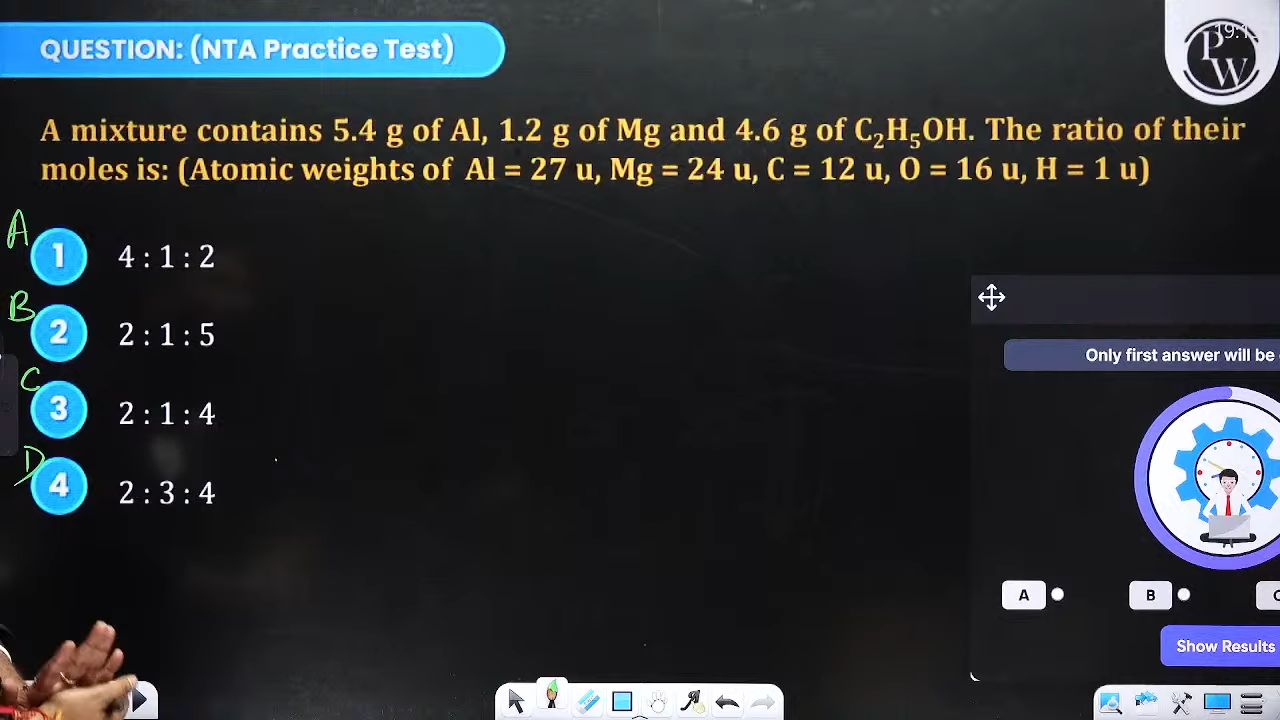 QUESTION: (NTA Practice Test)
19:1
PW
A mixture contains 5.4 g of Al, 1.2 g of Mg and 4.6 g of C₂H₅OH. The ratio of their
moles is: (Atomic weights of Al = 27 u, Mg = 24 u, C = 12 u, O = 16 u, H = 1 u)
A 1 4 : 1 : 2
B 2 2 : 1 : 5
C 3 2 : 1 : 4
D 4 2 : 3 : 4
Only first answer will be
A B C
Show Results